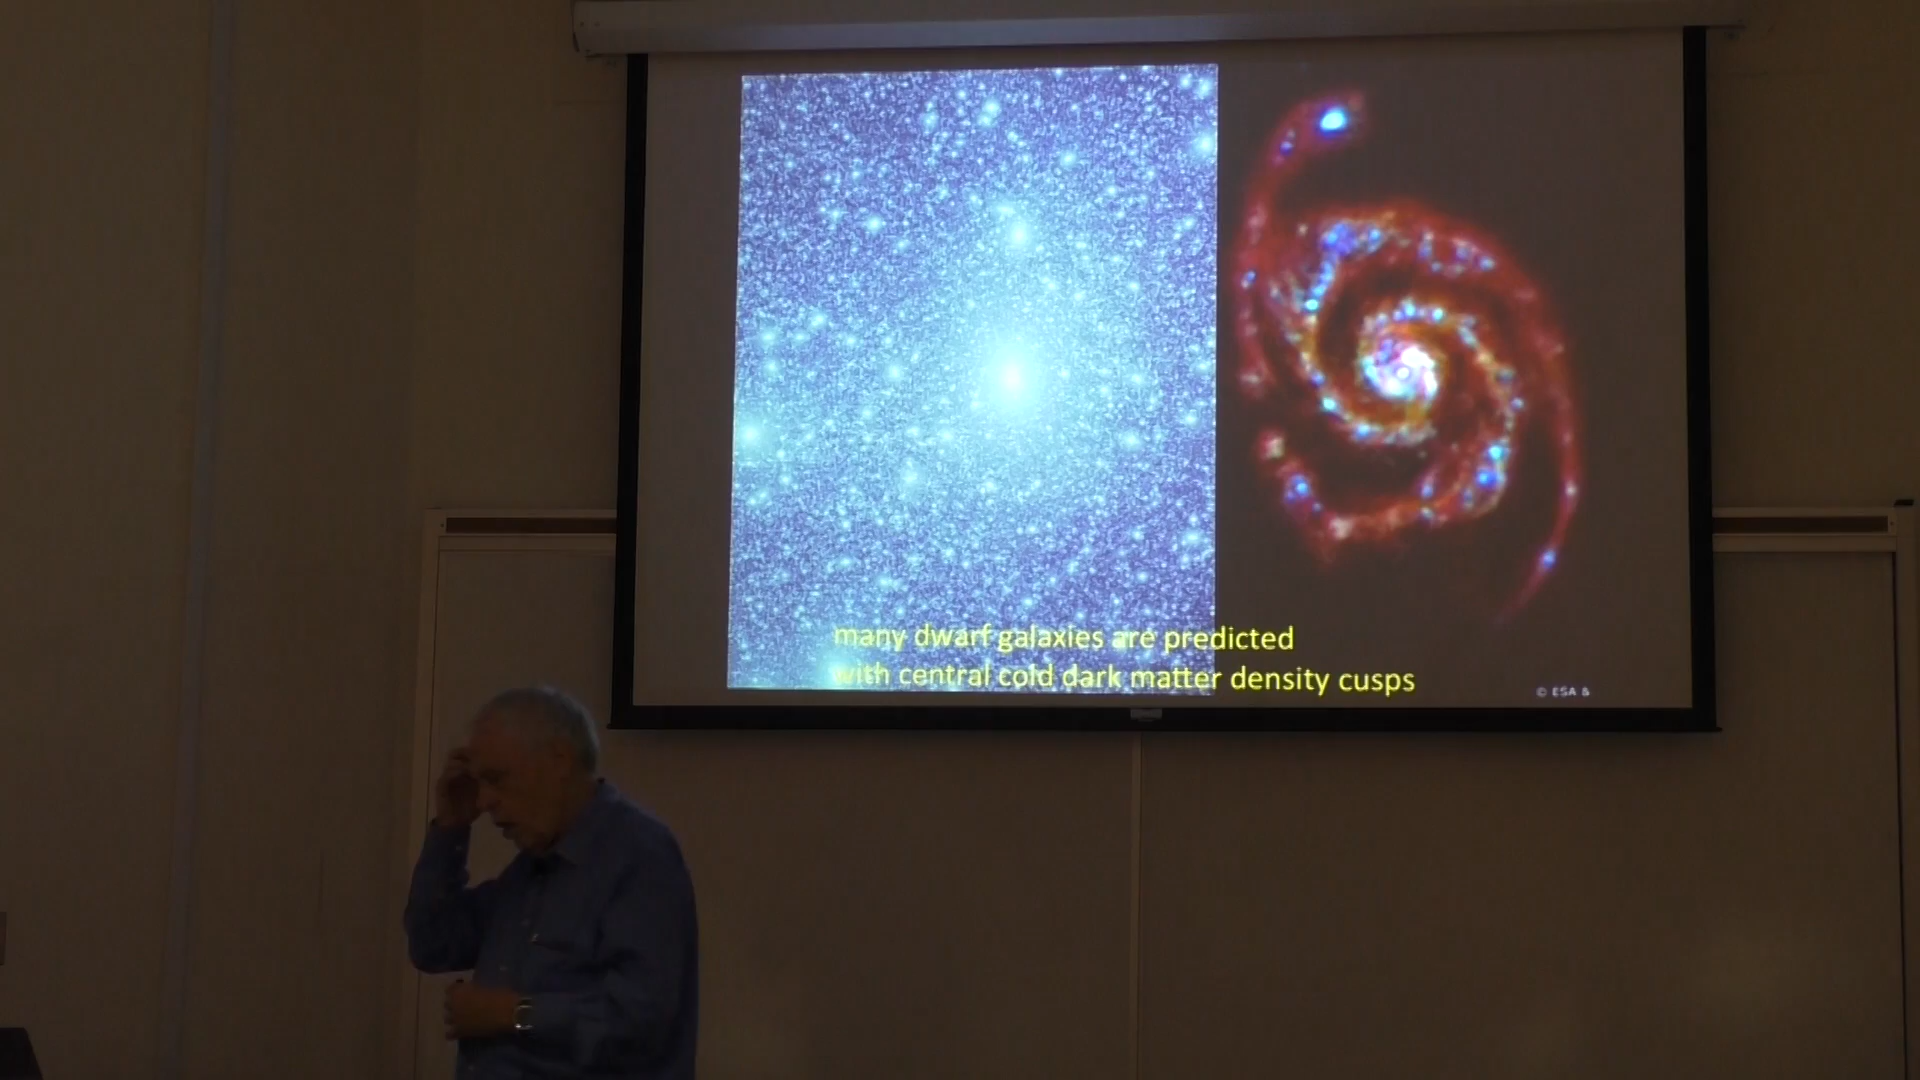 many dwarf galaxies are predicted
with central cold dark matter density cusps
© ESA &